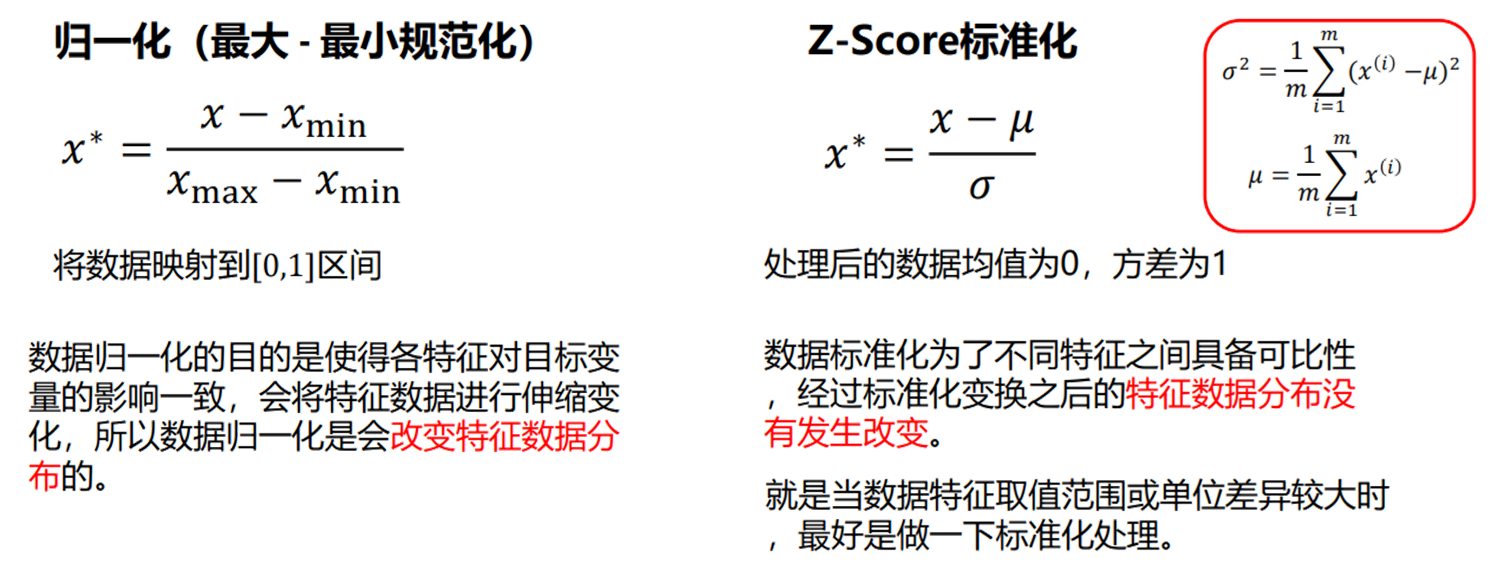 归一化（最大 - 最小规范化）
x* = (x − xmin) / (xmax − xmin)
将数据映射到[0,1]区间
数据归一化的目的是使得各特征对目标变
量的影响一致，会将特征数据进行伸缩变
化，所以数据归一化是会改变特征数据分
布的。
Z-Score标准化
x* = (x − μ) / σ
σ² = 1/m ∑_{i=1}^{m} (x^(i) − μ)²
μ = 1/m ∑_{i=1}^{m} x^(i)
处理后的数据均值为0，方差为1
数据标准化为了不同特征之间具备可比性
，经过标准化变换之后的特征数据分布没
有发生改变。
就是当数据特征取值范围或单位差异较大时
，最好是做一下标准化处理。